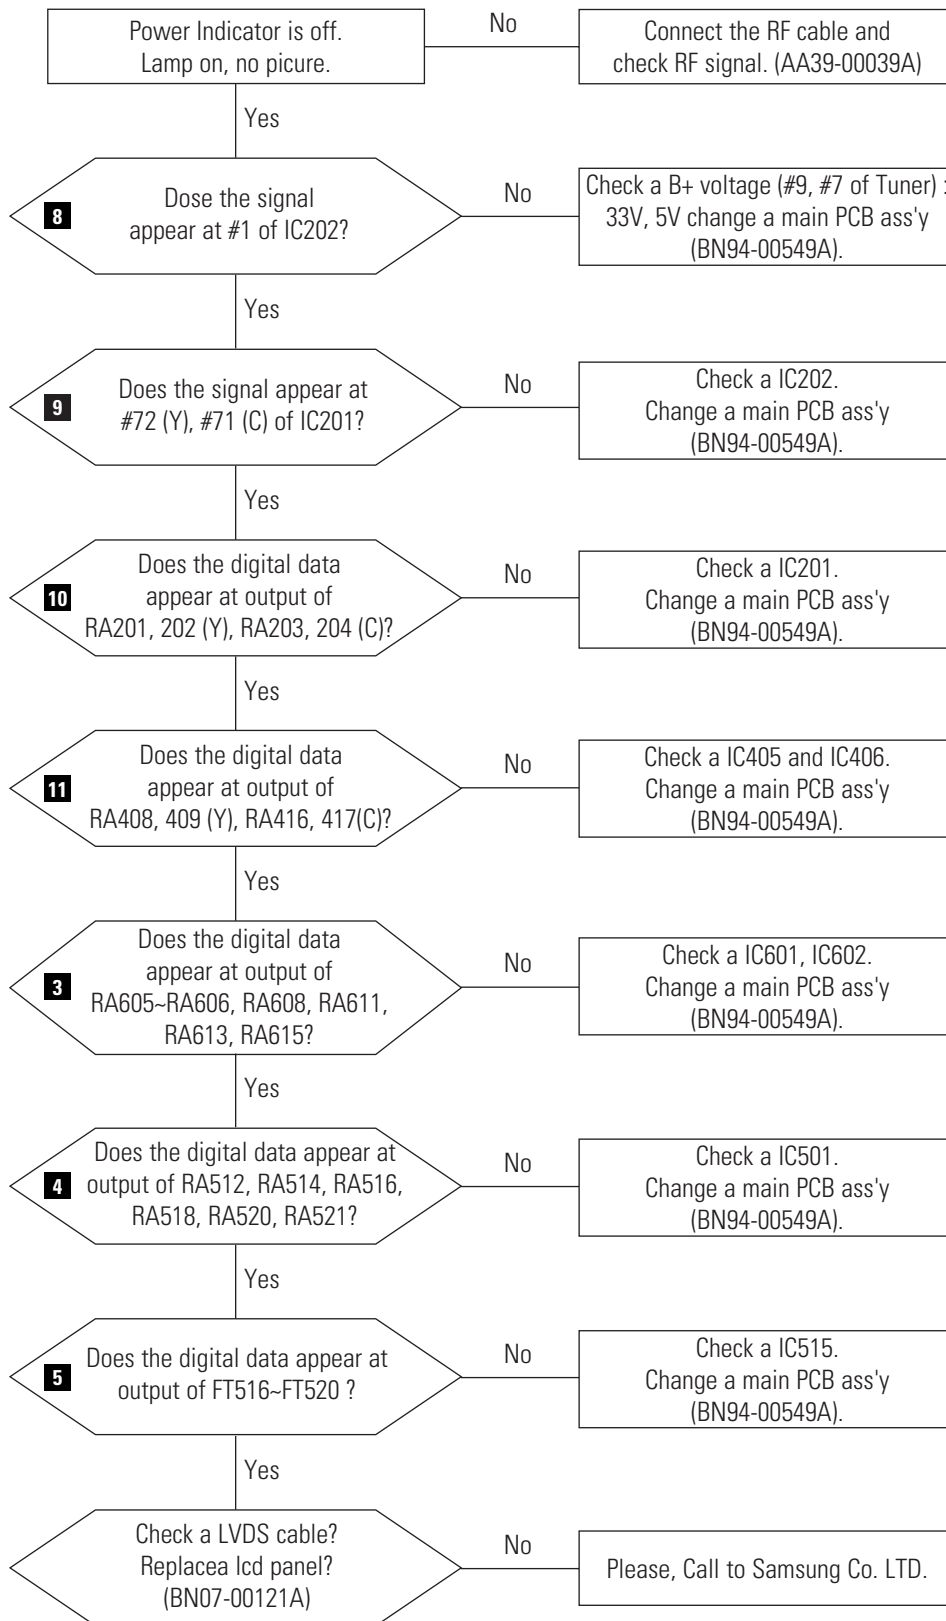 Power Indicator is off.
Lamp on, no picure.
No
Connect the RF cable and
check RF signal. (AA39-00039A)
Yes
8
Dose the signal
appear at #1 of IC202?
No
Check a B+ voltage (#9, #7 of Tuner) :
33V, 5V change a main PCB ass'y
(BN94-00549A).
Yes
9
Does the signal appear at
#72 (Y), #71 (C) of IC201?
No
Check a IC202.
Change a main PCB ass'y
(BN94-00549A).
Yes
10
Does the digital data
appear at output of
RA201, 202 (Y), RA203, 204 (C)?
No
Check a IC201.
Change a main PCB ass'y
(BN94-00549A).
Yes
11
Does the digital data
appear at output of
RA408, 409 (Y), RA416, 417(C)?
No
Check a IC405 and IC406.
Change a main PCB ass'y
(BN94-00549A).
Yes
3
Does the digital data
appear at output of
RA605~RA606, RA608, RA611,
RA613, RA615?
No
Check a IC601, IC602.
Change a main PCB ass'y
(BN94-00549A).
Yes
4
Does the digital data appear at
output of RA512, RA514, RA516,
RA518, RA520, RA521?
No
Check a IC501.
Change a main PCB ass'y
(BN94-00549A).
Yes
5
Does the digital data appear at
output of FT516~FT520 ?
No
Check a IC515.
Change a main PCB ass'y
(BN94-00549A).
Yes
Check a LVDS cable?
Replacea lcd panel?
(BN07-00121A)
No
Please, Call to Samsung Co. LTD.